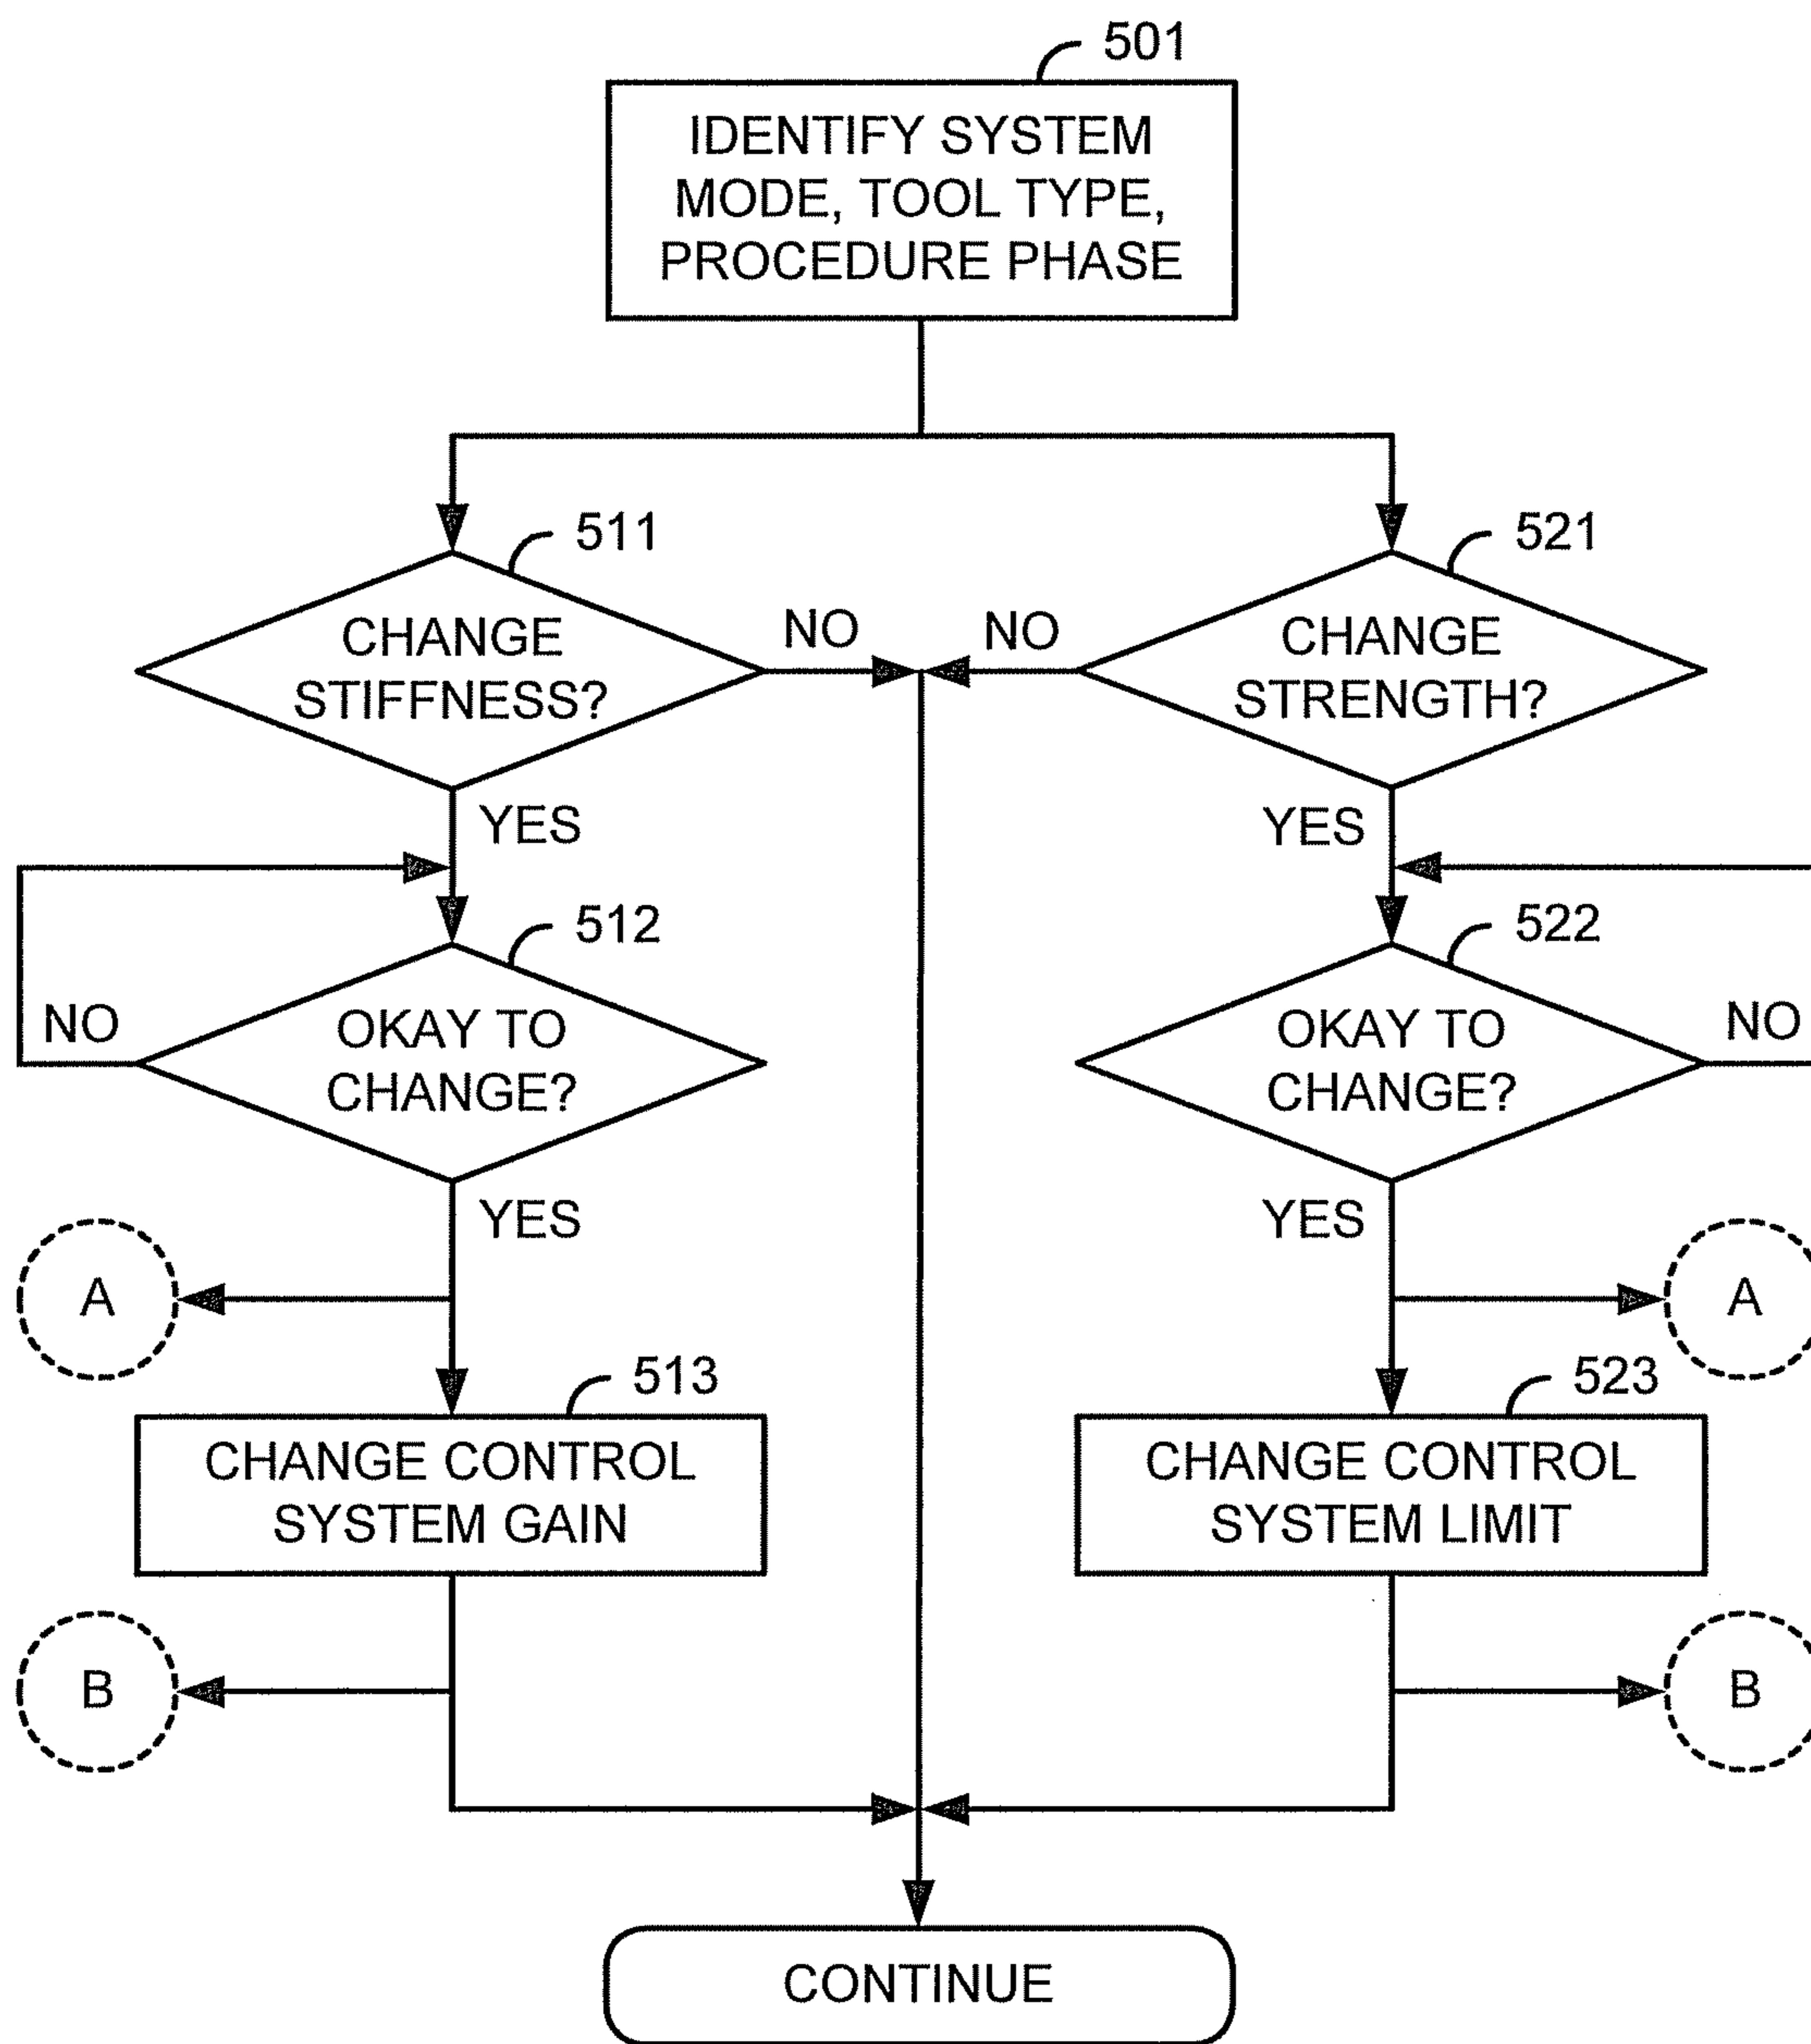 501
IDENTIFY SYSTEM
MODE, TOOL TYPE,
PROCEDURE PHASE
511
521
CHANGE
STIFFNESS?
NO
NO
CHANGE
STRENGTH?
YES
YES
512
522
NO
OKAY TO
CHANGE?
OKAY TO
CHANGE?
NO
YES
YES
A
A
513
523
CHANGE CONTROL
SYSTEM GAIN
CHANGE CONTROL
SYSTEM LIMIT
B
B
CONTINUE